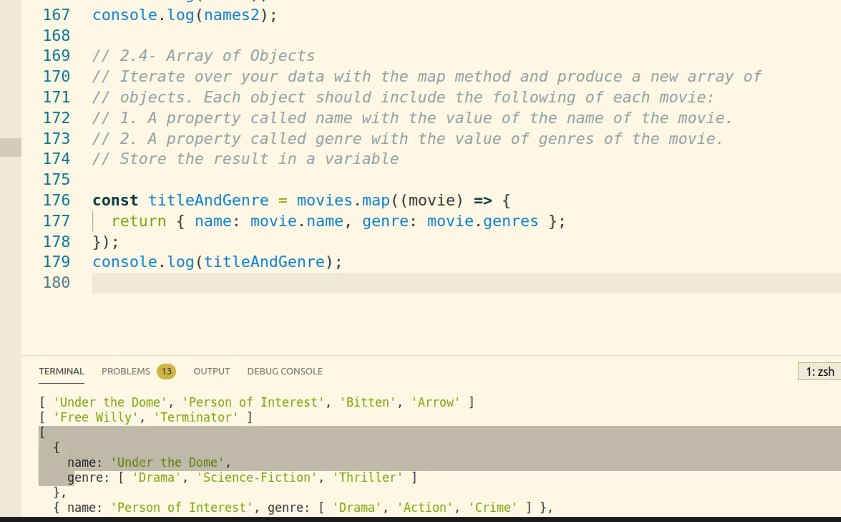 167 console.log(names2);
168
169 // 2.4- Array of Objects
170 // Iterate over your data with the map method and produce a new array of
171 // objects. Each object should include the following of each movie:
172 // 1. A property called name with the value of the name of the movie.
173 // 2. A property called genre with the value of genres of the movie.
174 // Store the result in a variable
175
176 const titleAndGenre = movies.map((movie) => {
177   return { name: movie.name, genre: movie.genres };
178 });
179 console.log(titleAndGenre);
180
TERMINAL PROBLEMS 13 OUTPUT DEBUG CONSOLE 1: zsh
[ 'Under the Dome', 'Person of Interest', 'Bitten', 'Arrow' ]
[ 'Free Willy', 'Terminator' ]
[
  {
    name: 'Under the Dome',
    genre: [ 'Drama', 'Science-Fiction', 'Thriller' ]
  },
  { name: 'Person of Interest', genre: [ 'Drama', 'Action', 'Crime' ] },